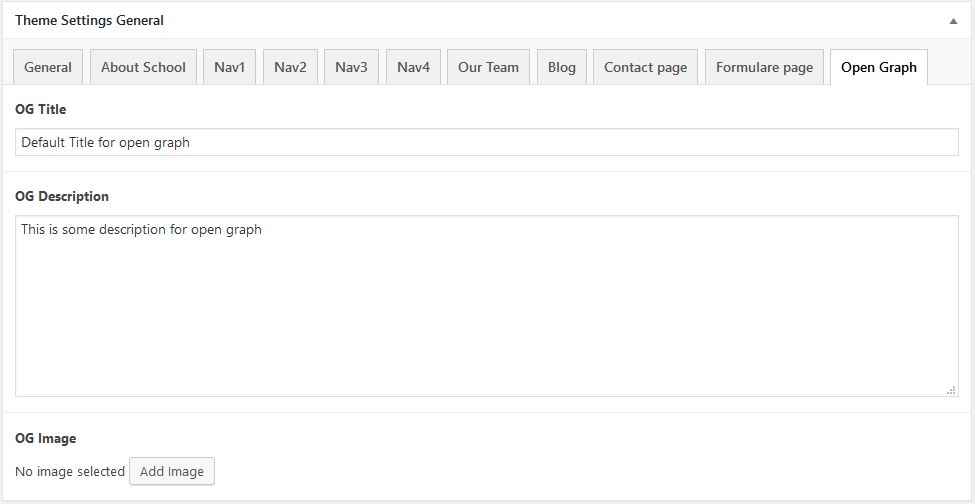 Theme Settings General
General About School Nav1 Nav2 Nav3 Nav4 Our Team Blog Contact page Formulare page Open Graph
OG Title
Default Title for open graph
OG Description
This is some description for open graph
OG Image
No image selected Add Image